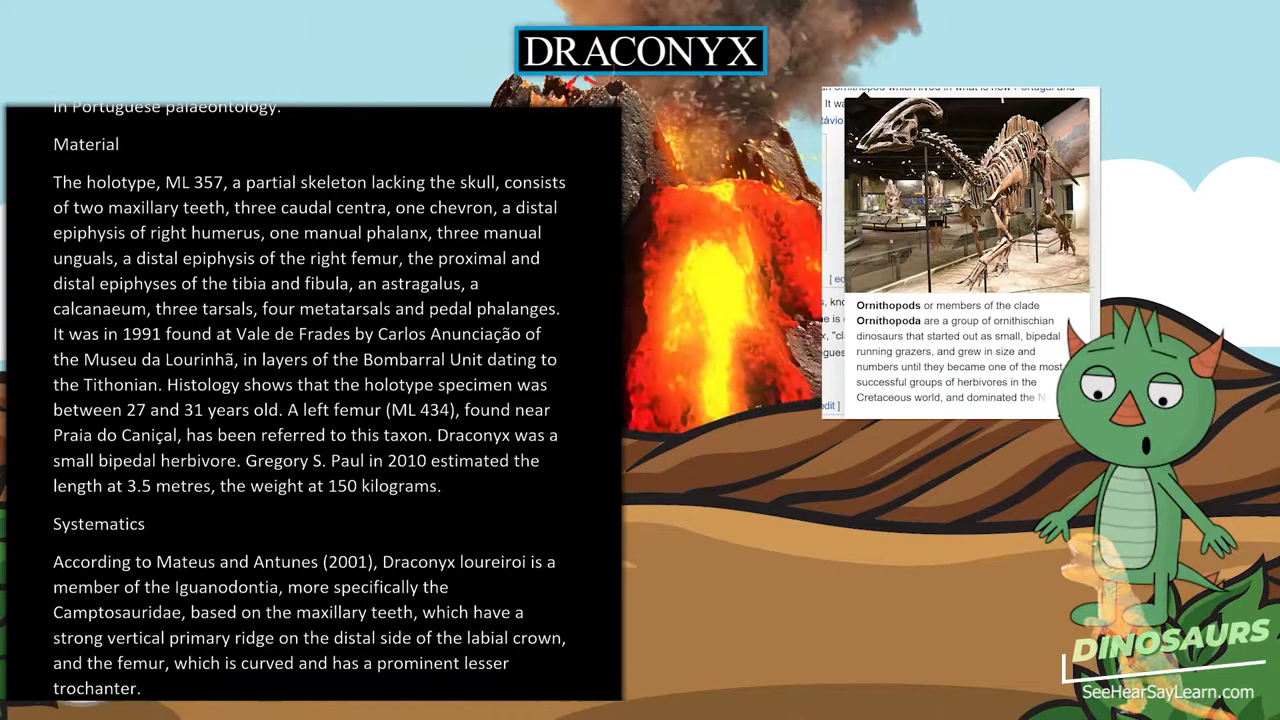 DRACONYX
in Portuguese palaeontology.
Material
The holotype, ML 357, a partial skeleton lacking the skull, consists
of two maxillary teeth, three caudal centra, one chevron, a distal
epiphysis of right humerus, one manual phalanx, three manual
unguals, a distal epiphysis of the right femur, the proximal and
distal epiphyses of the tibia and fibula, an astragalus, a
calcanaeum, three tarsals, four metatarsals and pedal phalanges.
It was in 1991 found at Vale de Frades by Carlos Anunciação of
the Museu da Lourinhã, in layers of the Bombarral Unit dating to
the Tithonian. Histology shows that the holotype specimen was
between 27 and 31 years old. A left femur (ML 434), found near
Praia do Caniçal, has been referred to this taxon. Draconyx was a
small bipedal herbivore. Gregory S. Paul in 2010 estimated the
length at 3.5 metres, the weight at 150 kilograms.
Systematics
According to Mateus and Antunes (2001), Draconyx loureiroi is a
member of the Iguanodontia, more specifically the
Camptosauridae, based on the maxillary teeth, which have a
strong vertical primary ridge on the distal side of the labial crown,
and the femur, which is curved and has a prominent lesser
trochanter.
Ornithopods or members of the clade
Ornithopoda are a group of ornithischian
dinosaurs that started out as small, bipedal
running grazers, and grew in size and
numbers until they became one of the most
successful groups of herbivores in the
Cretaceous world, and dominated the N
DINOSAURS
SeeHearSayLearn.com